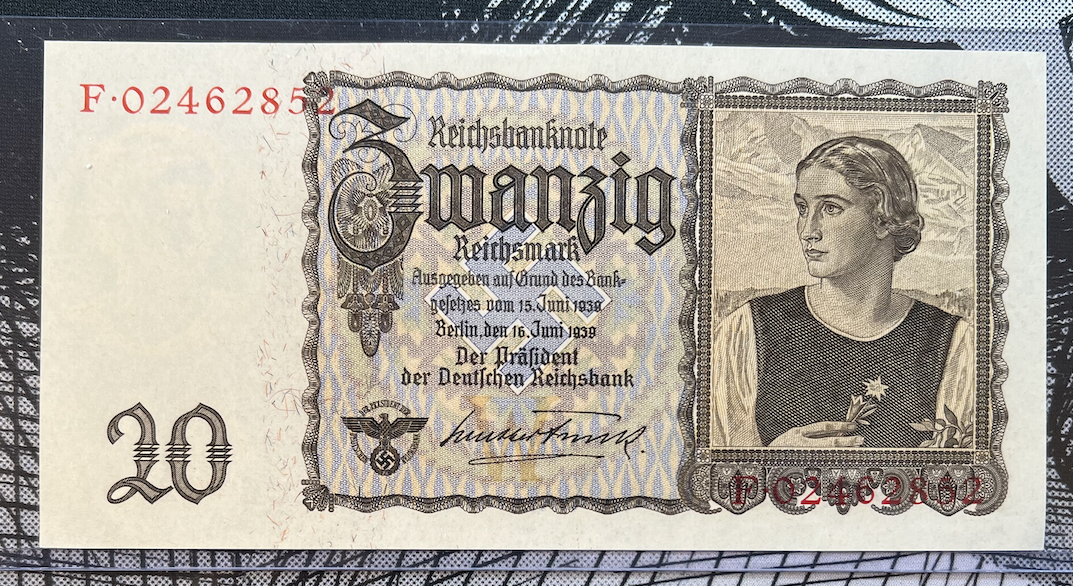 F·02462852
Reichsbanknote
Zwanzig
Reichsmark
Ausgegeben auf Grund des Bank-
gesetzes vom 15. Juni 1939
Berlin, den 16. Juni 1939
Der Präsident
der Deutschen Reichsbank
20
F·02462852